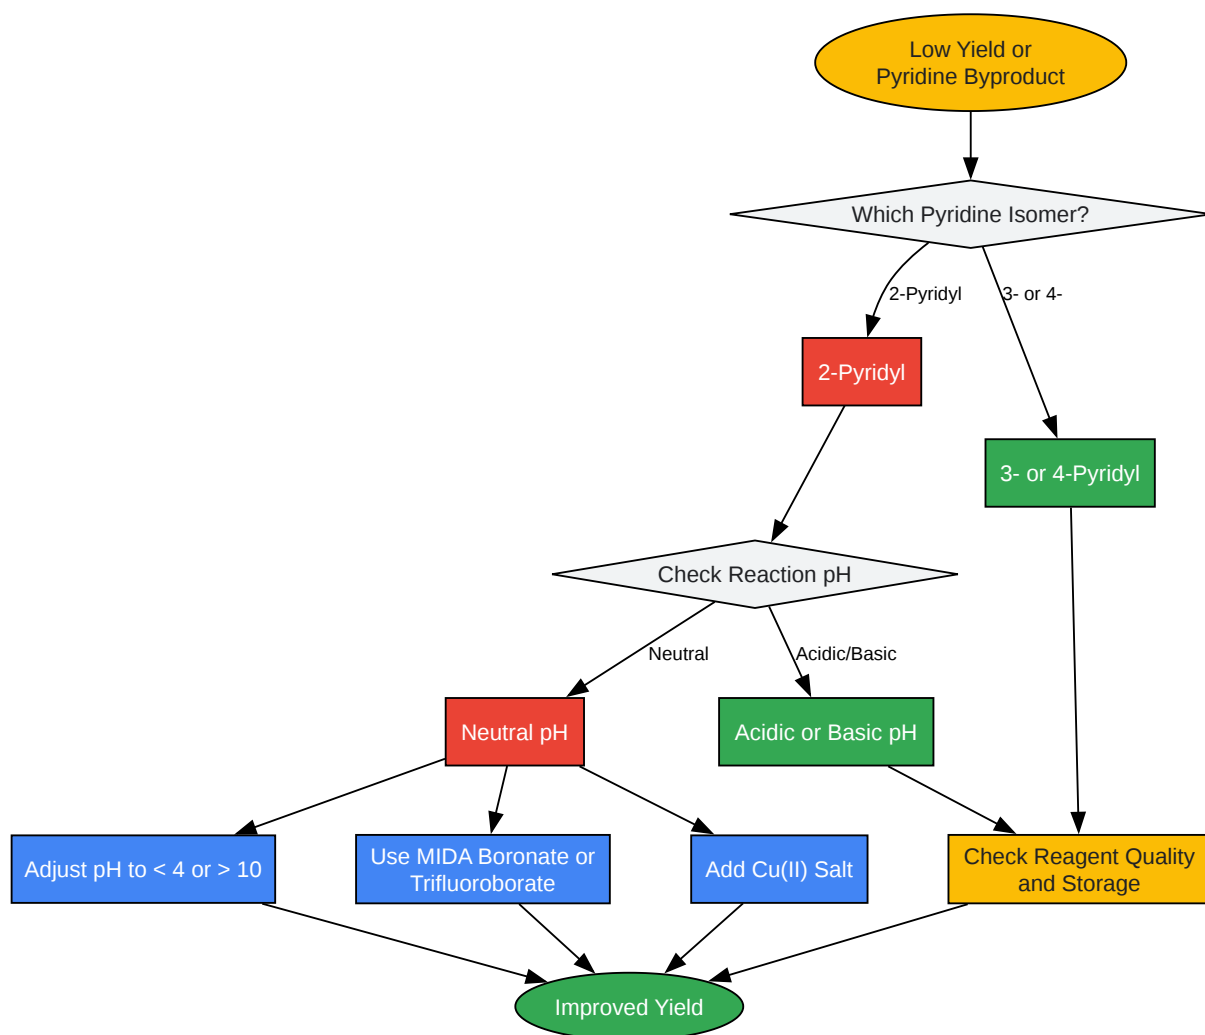 Low Yield or
Pyridine Byproduct
Which Pyridine Isomer?
2-Pyridyl
3- or 4-
2-Pyridyl
3- or 4-Pyridyl
Check Reaction pH
Neutral
Acidic/Basic
Neutral pH
Acidic or Basic pH
Adjust pH to < 4 or > 10
Use MIDA Boronate or
Trifluoroborate
Add Cu(II) Salt
Check Reagent Quality
and Storage
Improved Yield